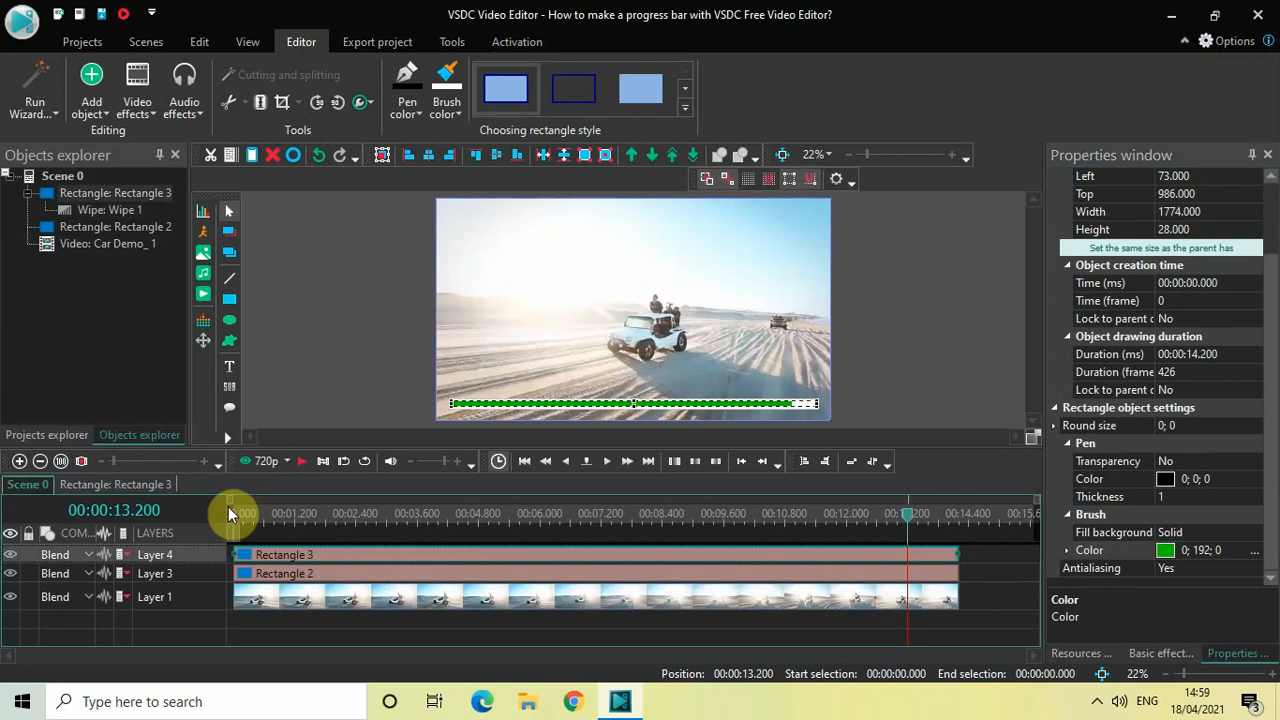 VSDC Video Editor - How to make a progress bar with VSDC Free Video Editor?
Projects Scenes Edit View Editor Export project Tools Activation Options
Run Wizard...
Add object
Video effects
Audio effects
Editing
Cutting and splitting
Tools
Pen color
Brush color
Choosing rectangle style
Objects explorer
22%
Properties window
Scene 0
Rectangle: Rectangle 3
Wipe: Wipe 1
Rectangle: Rectangle 2
Video: Car Demo_ 1
Left 73.000
Top 986.000
Width 1774.000
Height 28.000
Set the same size as the parent has
Object creation time
Time (ms) 00:00:00.000
Time (frame) 0
Lock to parent c No
Object drawing duration
Duration (ms) 00:00:14.200
Duration (frame 426
Lock to parent c No
Rectangle object settings
Round size 0; 0
Pen
Transparency No
Color 0; 0; 0
Thickness 1
Brush
Fill background Solid
Color 0; 192; 0 ...
Antialiasing Yes
Color
Color
Resources ... Basic effect... Properties ...
Projects explorer Objects explorer
720p
Scene 0 Rectangle: Rectangle 3
00:00:13.200
.000 00:01.200 00:02.400 00:03.600 00:04.800 00:06.000 00:07.200 00:08.400 00:09.600 00:10.800 00:12.000 00:14.400 00:15.6
COM... LAYERS
Blend Layer 4 Rectangle 3
Blend Layer 3 Rectangle 2
Blend Layer 1
Position: 00:00:13.200 Start selection: 00:00:00.000 End selection: 00:00:00.000 22%
Type here to search
ENG
14:59
18/04/2021
3